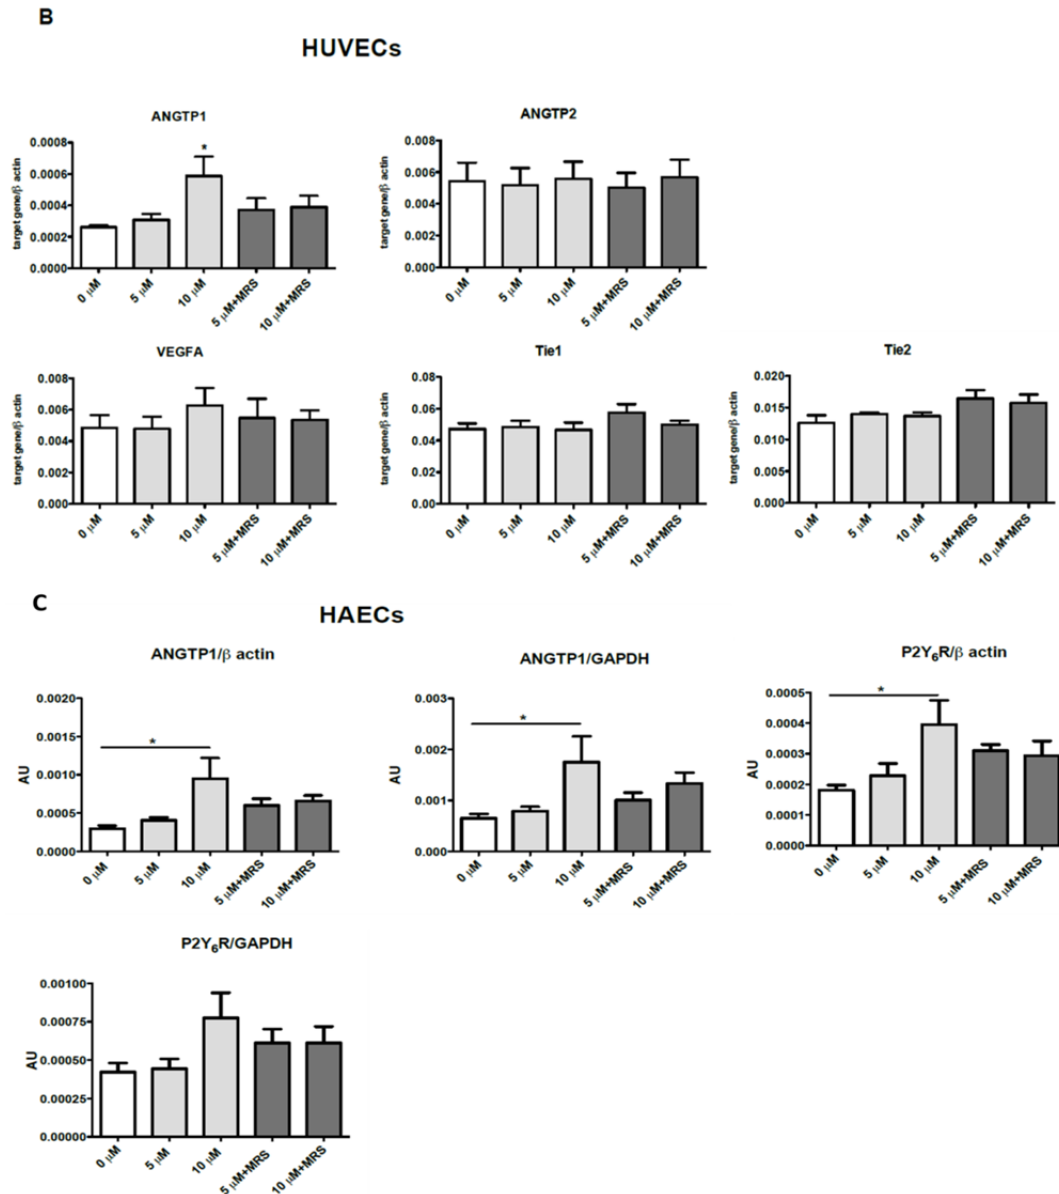 B
HUVECs
ANGTP1
target gene/β actin
0.0008
0.0006
0.0004
0.0002
0.0000
*
0 μM
5 μM
10 μM
5 μM+MRS
10 μM+MRS
ANGTP2
target gene/β actin
0.008
0.006
0.004
0.002
0.000
0 μM
5 μM
10 μM
5 μM+MRS
10 μM+MRS
VEGFA
target gene/β actin
0.008
0.006
0.004
0.002
0.000
0 μM
5 μM
10 μM
5 μM+MRS
10 μM+MRS
Tie1
target gene/β actin
0.08
0.06
0.04
0.02
0.00
0 μM
5 μM
10 μM
5 μM+MRS
10 μM+MRS
Tie2
target gene/β actin
0.020
0.015
0.010
0.005
0.000
0 μM
5 μM
10 μM
5 μM+MRS
10 μM+MRS
C
HAECs
ANGTP1/β actin
AU
0.0020
0.0015
0.0010
0.0005
0.0000
*
0 μM
5 μM
10 μM
5 μM+MRS
10 μM+MRS
ANGTP1/GAPDH
AU
0.003
0.002
0.001
0.000
*
0 μM
5 μM
10 μM
5 μM+MRS
10 μM+MRS
P2Y₆R/β actin
AU
0.0005
0.0004
0.0003
0.0002
0.0001
0.0000
*
0 μM
5 μM
10 μM
5 μM+MRS
10 μM+MRS
P2Y₆R/GAPDH
AU
0.00100
0.00075
0.00050
0.00025
0.00000
0 μM
5 μM
10 μM
5 μM+MRS
10 μM+MRS